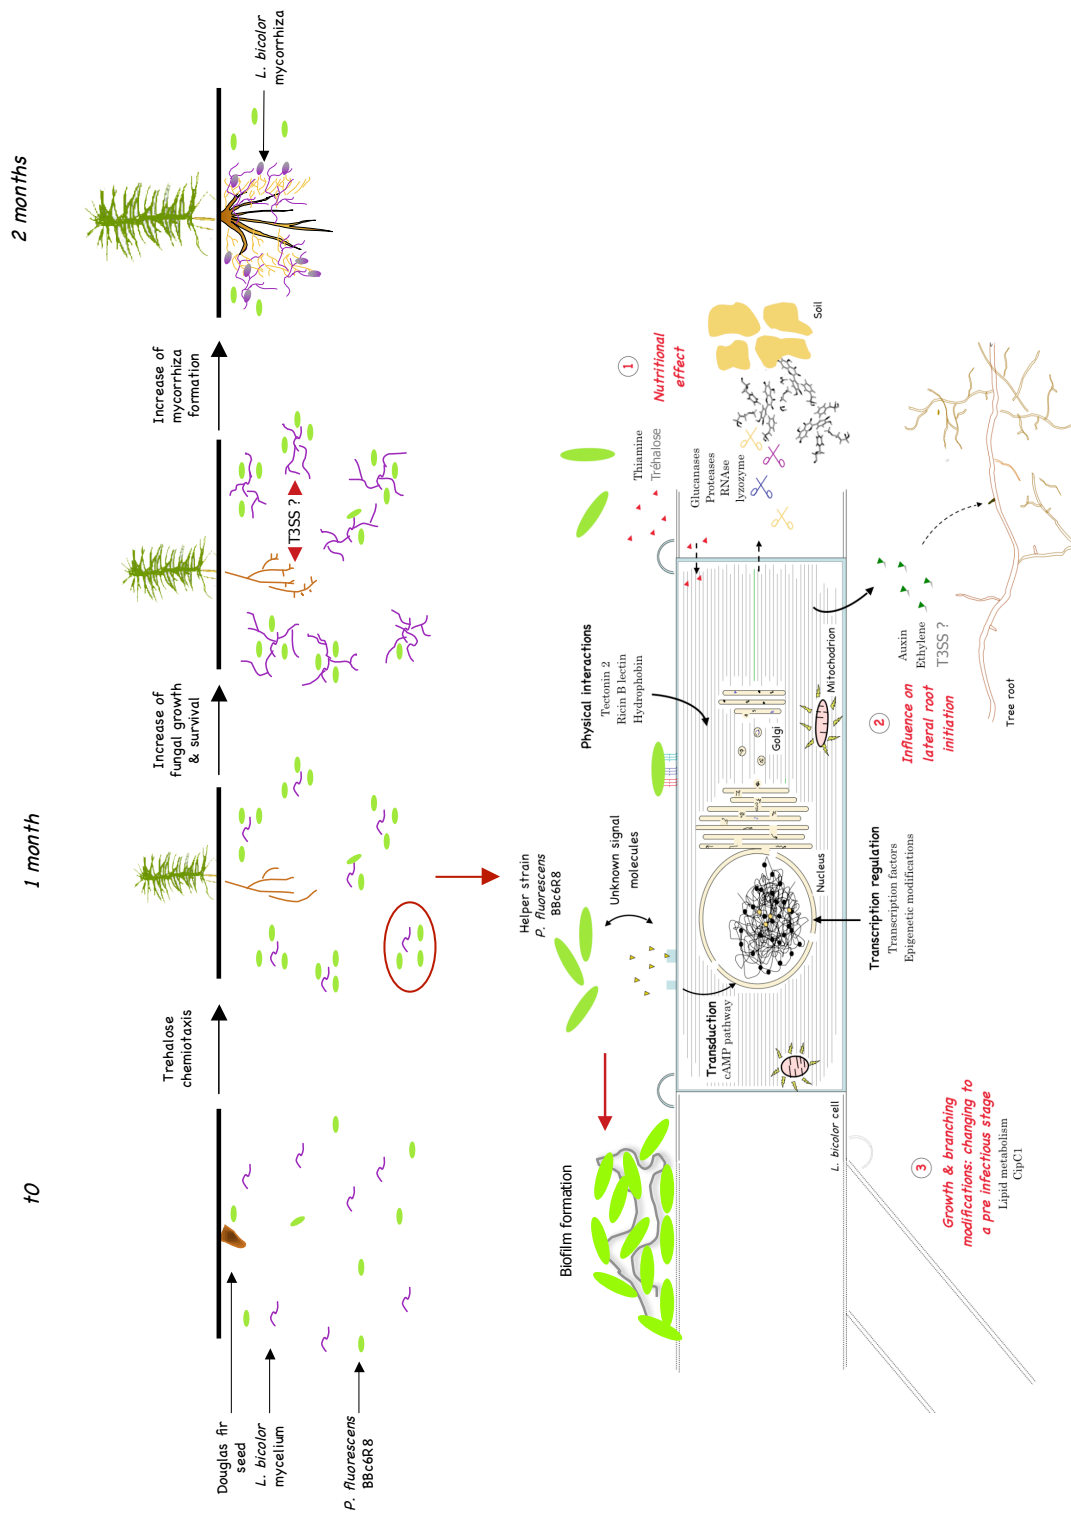 t0
1 month
2 months
Douglas fir
seed
L. bicolor
mycelium
P. fluorescens
BBc6R8
Trehalose
chemiotaxis
Increase of
fungal growth
& survival
T3SS ?
Increase of
mycorrhiza
formation
L. bicolor
mycorrhiza
Biofilm formation
Helper strain
P. fluorescens
BBc6R8
Unknown signal
molecules
Physical interactions
Tectonin 2
Ricin B lectin
Hydrophobin
1
Nutritional
effect
Thiamine
Tréhalose
Glucanases
Proteases
RNAse
lyzozyme
Soil
Transduction
cAMP pathway
Nucleus
Golgi
Mitochodrion
L. bicolor cell
Transcription regulation
Transcription factors
Epigenetic modifications
2
Influence on
lateral root
initiation
Auxin
Ethylene
T3SS ?
Tree root
3
Growth & branching
modifications: changing to
a pre infectious stage
Lipid metabolism
CipC1